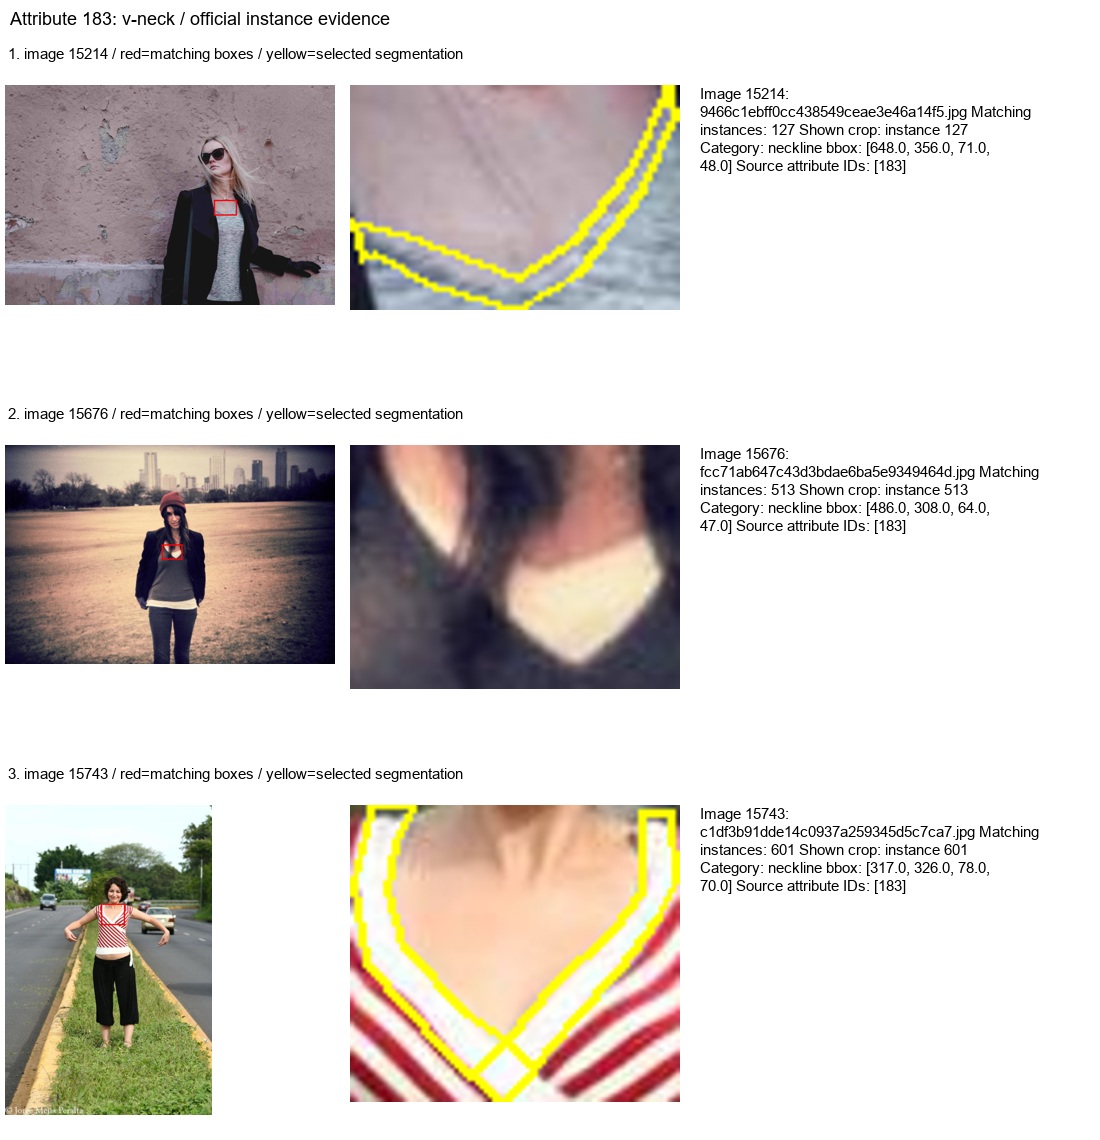 Attribute 183: v-neck / official instance evidence
1. image 15214 / red=matching boxes / yellow=selected segmentation
Image 15214:
9466c1ebff0cc438549ceae3e46a14f5.jpg Matching
instances: 127 Shown crop: instance 127
Category: neckline bbox: [648.0, 356.0, 71.0,
48.0] Source attribute IDs: [183]
2. image 15676 / red=matching boxes / yellow=selected segmentation
Image 15676:
fcc71ab647c43d3bdae6ba5e9349464d.jpg Matching
instances: 513 Shown crop: instance 513
Category: neckline bbox: [486.0, 308.0, 64.0,
47.0] Source attribute IDs: [183]
3. image 15743 / red=matching boxes / yellow=selected segmentation
Image 15743:
c1df3b91dde14c0937a259345d5c7ca7.jpg Matching
instances: 601 Shown crop: instance 601
Category: neckline bbox: [317.0, 326.0, 78.0,
70.0] Source attribute IDs: [183]
© Jorge Mejía Peralta